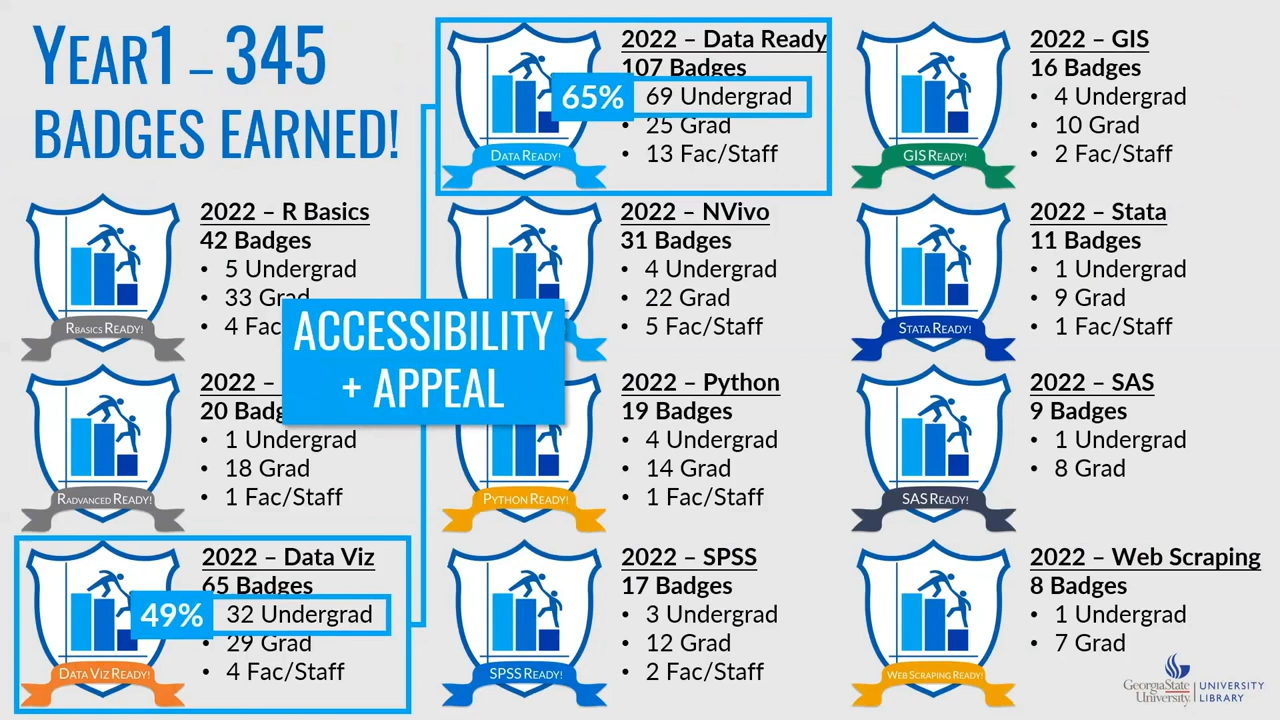 YEAR1 – 345
BADGES EARNED!
2022 – Data Ready
107 Badges
65%
• 69 Undergrad
• 25 Grad
• 13 Fac/Staff
DATA READY!
2022 – GIS
16 Badges
• 4 Undergrad
• 10 Grad
• 2 Fac/Staff
GIS READY!
2022 – R Basics
42 Badges
• 5 Undergrad
• 33 Grad
• 4 Fac
RBASICS READY!
2022 – NVivo
31 Badges
• 4 Undergrad
• 22 Grad
• 5 Fac/Staff
2022 – Stata
11 Badges
• 1 Undergrad
• 9 Grad
• 1 Fac/Staff
STATA READY!
ACCESSIBILITY
+ APPEAL
2022 –
20 Badg
• 1 Undergrad
• 18 Grad
• 1 Fac/Staff
RADVANCED READY!
2022 – Python
19 Badges
• 4 Undergrad
• 14 Grad
• 1 Fac/Staff
PYTHON READY!
2022 – SAS
9 Badges
• 1 Undergrad
• 8 Grad
SAS READY!
2022 – Data Viz
65 Badges
49%
32 Undergrad
• 29 Grad
• 4 Fac/Staff
DATA VIZ READY!
2022 – SPSS
17 Badges
• 3 Undergrad
• 12 Grad
• 2 Fac/Staff
SPSS READY!
2022 – Web Scraping
8 Badges
• 1 Undergrad
• 7 Grad
WEB SCRAPING READY!
GeorgiaState
University
UNIVERSITY
LIBRARY